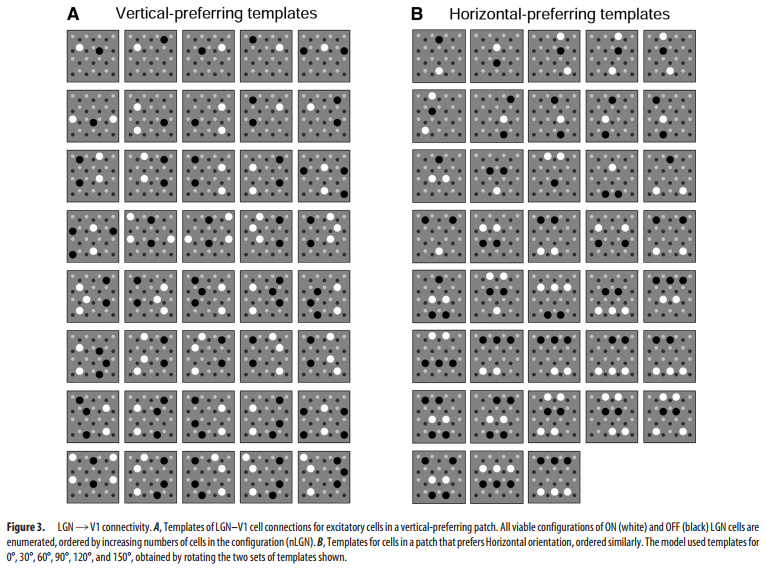 A Vertical-preferring templates
B Horizontal-preferring templates
Figure 3. LGN → V1 connectivity. A, Templates of LGN–V1 cell connections for excitatory cells in a vertical-preferring patch. All viable configurations of ON (white) and OFF (black) LGN cells are
enumerated, ordered by increasing numbers of cells in the configuration (nLGN). B, Templates for cells in a patch that prefers Horizontal orientation, ordered similarly. The model used templates for
0°, 30°, 60°, 90°, 120°, and 150°, obtained by rotating the two sets of templates shown.